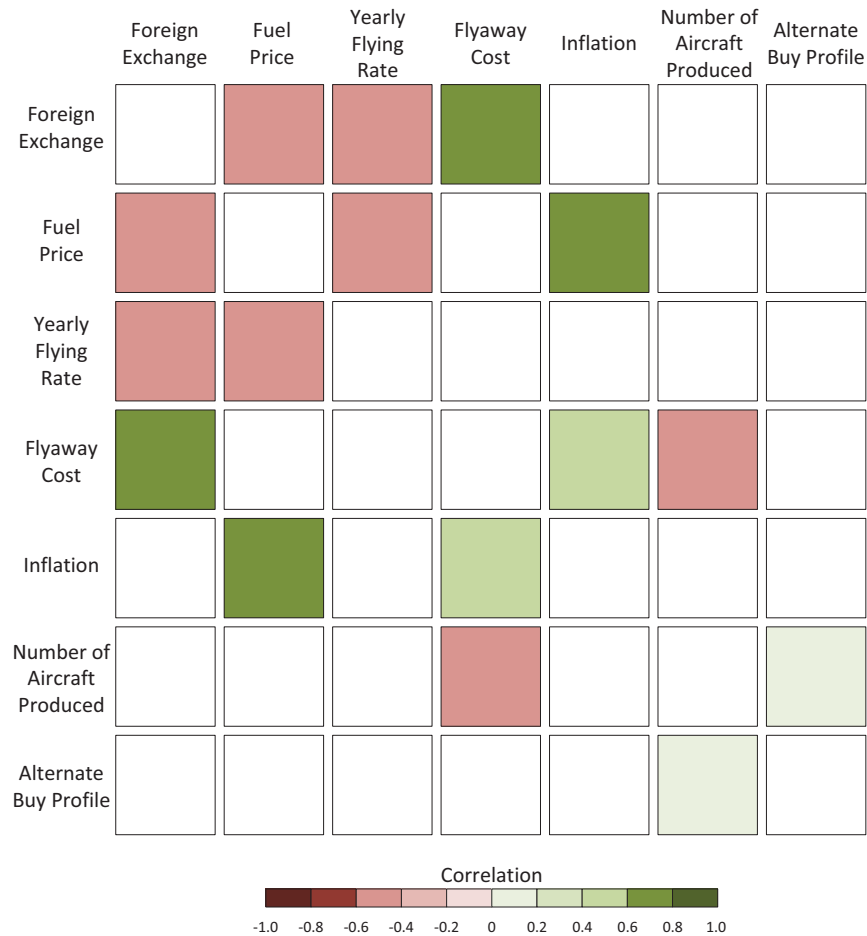 Foreign
Exchange
Fuel
Price
Yearly
Flying
Rate
Flyaway
Cost
Inflation
Number of
Aircraft
Produced
Alternate
Buy Profile
Foreign
Exchange
Fuel
Price
Yearly
Flying
Rate
Flyaway
Cost
Inflation
Number of
Aircraft
Produced
Alternate
Buy Profile
Correlation
-1.0 -0.8 -0.6 -0.4 -0.2 0 0.2 0.4 0.6 0.8 1.0